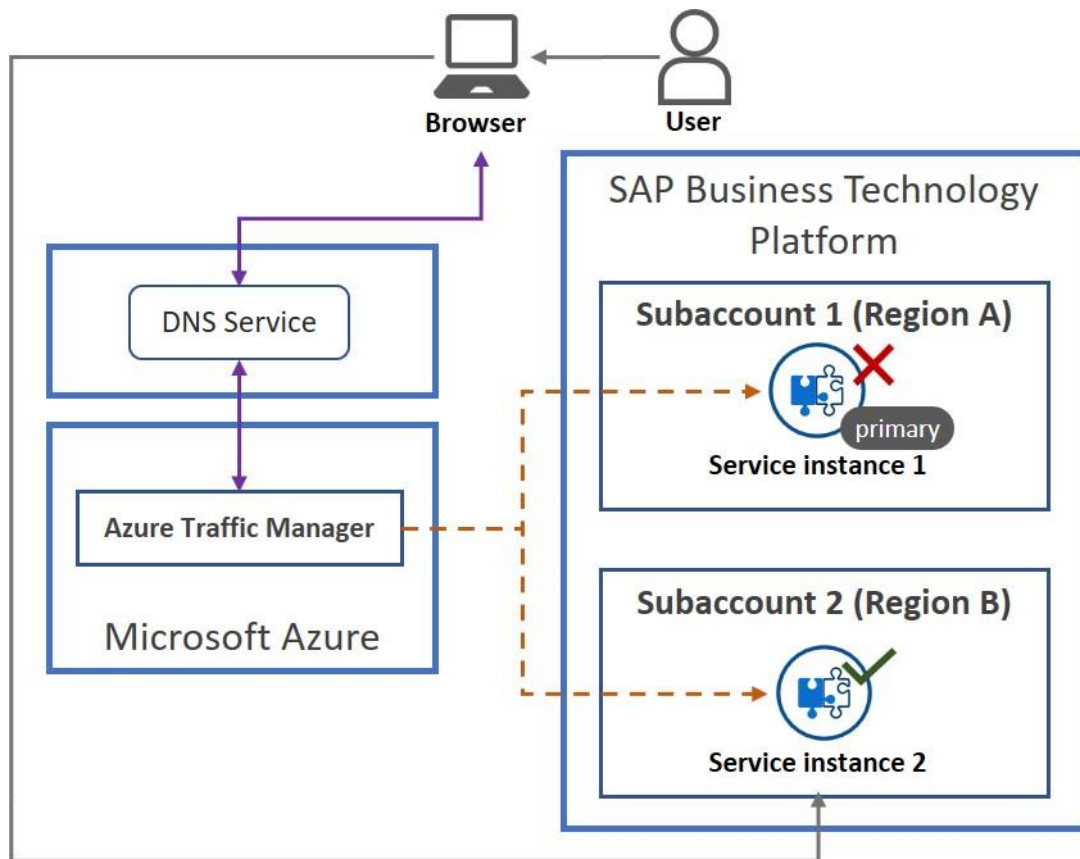 Browser
User
SAP Business Technology
Platform
DNS Service
Subaccount 1 (Region A)
primary
Service instance 1
Azure Traffic Manager
Microsoft Azure
Subaccount 2 (Region B)
Service instance 2